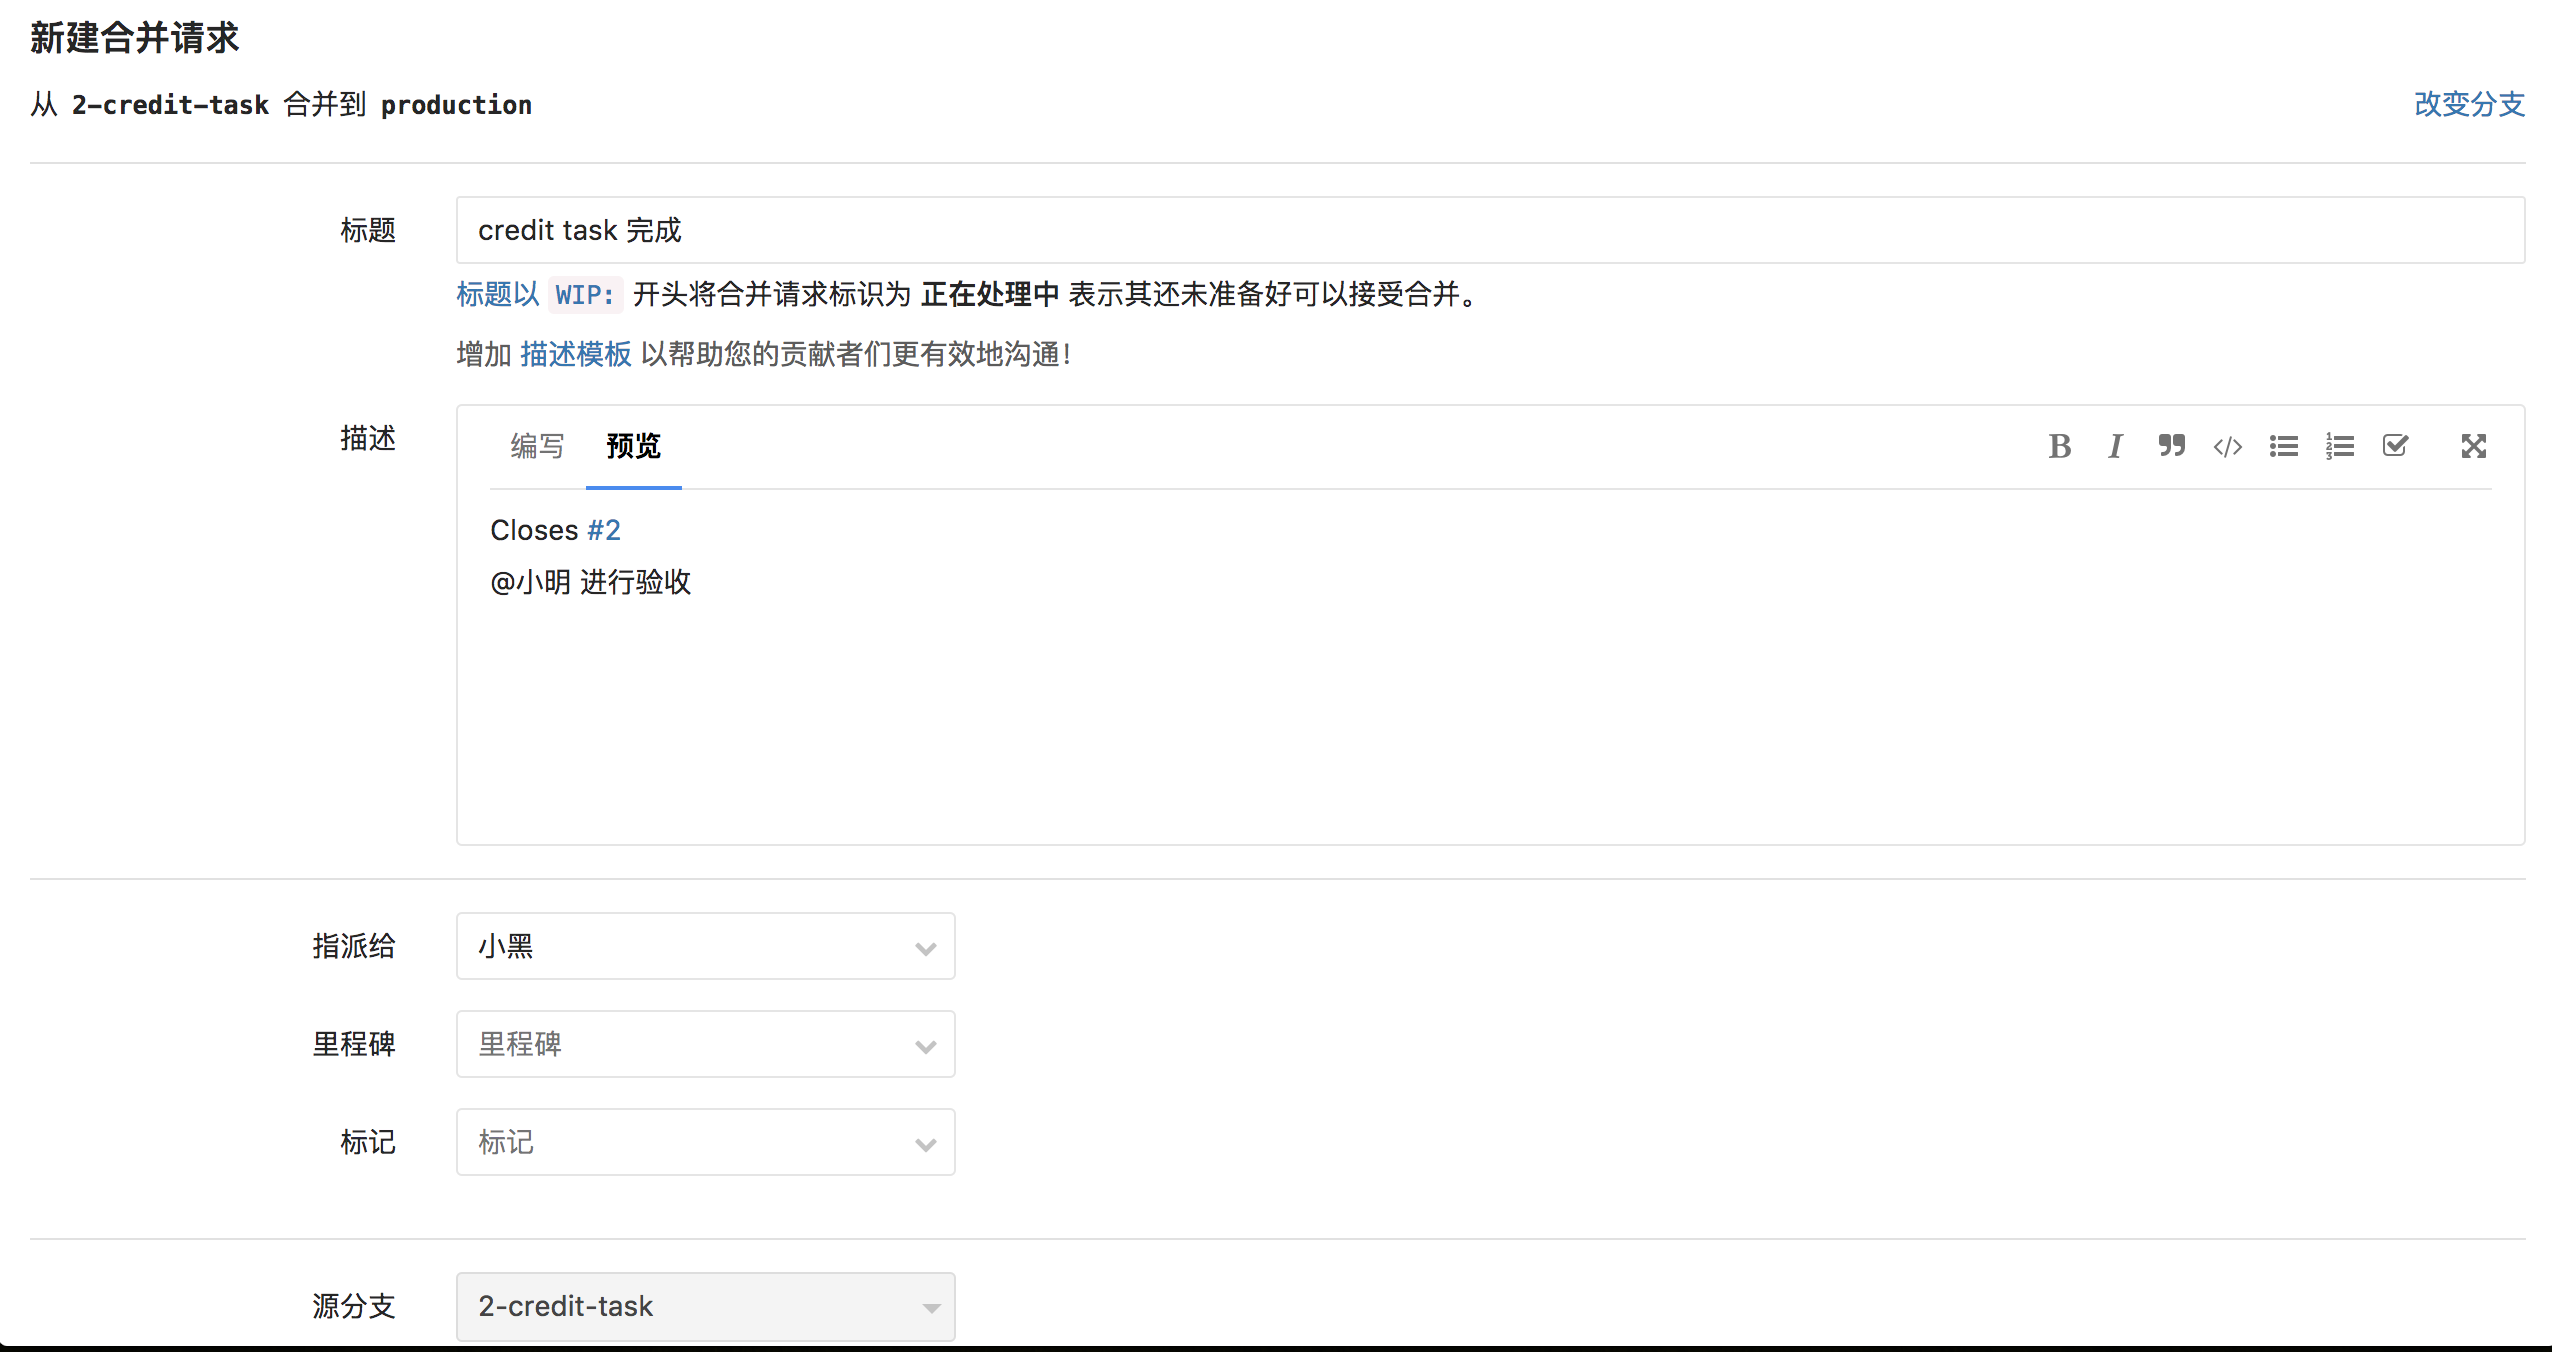 新建合并请求
从 2-credit-task 合并到 production
改变分支
标题
credit task 完成
标题以 WIP: 开头将合并请求标识为 正在处理中 表示其还未准备好可以接受合并。
增加 描述模板 以帮助您的贡献者们更有效地沟通!
描述
编写 预览
Closes #2
@小明 进行验收
指派给
小黑
里程碑
里程碑
标记
标记
源分支
2-credit-task